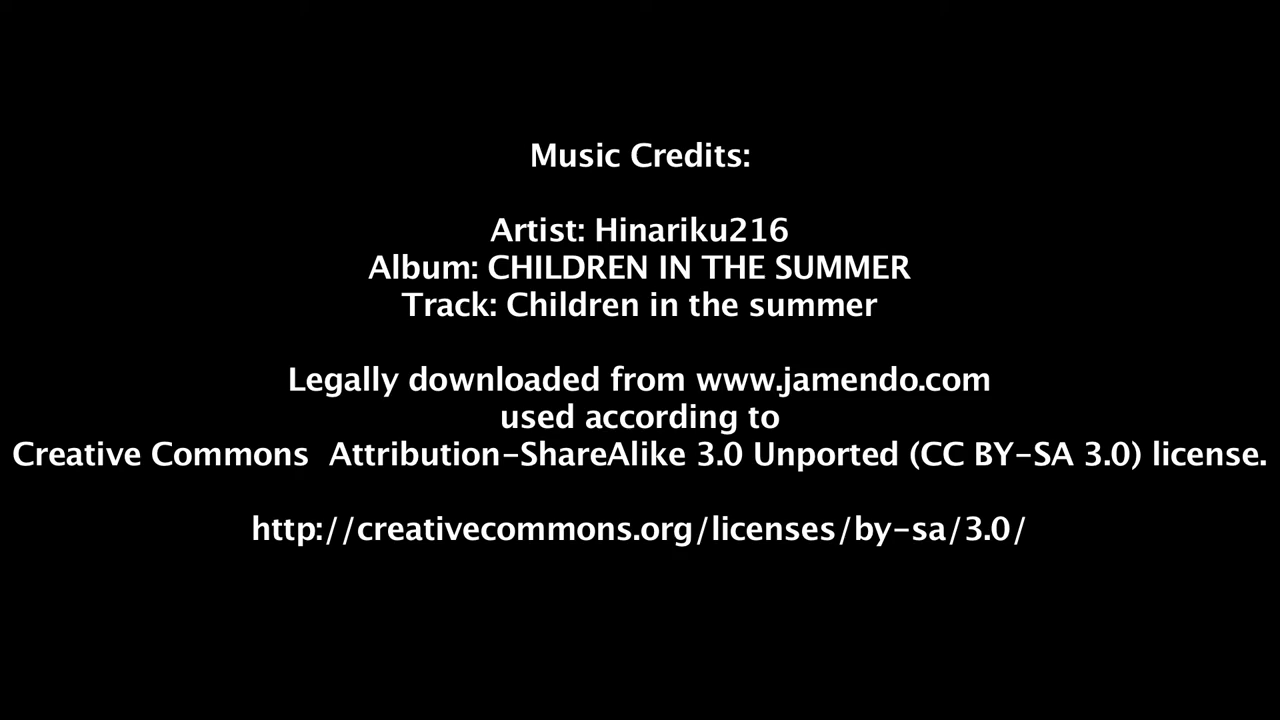 Music Credits:
Artist: Hinariku216
Album: CHILDREN IN THE SUMMER
Track: Children in the summer
Legally downloaded from www.jamendo.com
used according to
Creative Commons  Attribution-ShareAlike 3.0 Unported (CC BY-SA 3.0) license.
http://creativecommons.org/licenses/by-sa/3.0/